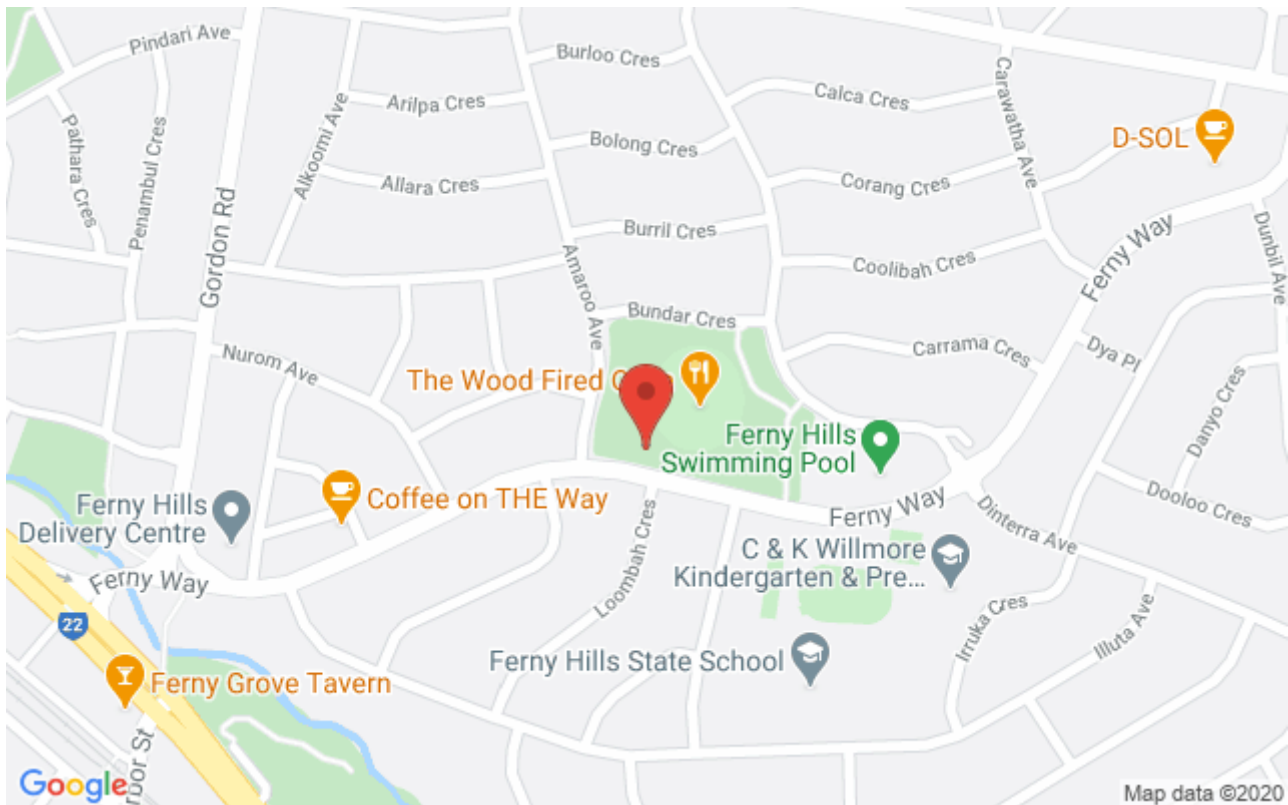 Pindari Ave
Burloo Cres
Carawatha Ave
Calca Cres
Arilpa Cres
D-SOL
Pathara Cres
Penambul Cres
Alkoomi Ave
Bolong Cres
Allara Cres
Corang Cres
Gordon Rd
Burril Cres
Amaroo Ave
Coolibah Cres
Ferny Way
Dunbil Ave
Bundar Cres
Nurom Ave
Carrama Cres
Dya Pl
The Wood Fired
Danyo Cres
Ferny Hills
Swimming Pool
Coffee on THE Way
Ferny Hills
Delivery Centre
Ferny Way
Dinterra Ave
Dooloo Cres
Loombah Cres
C & K Willmore
Kindergarten & Pre...
Ferny Way
22
Irruka Cres
Illuta Ave
Ferny Hills State School
Ferny Grove Tavern
rbor St
Google
Map data ©2020